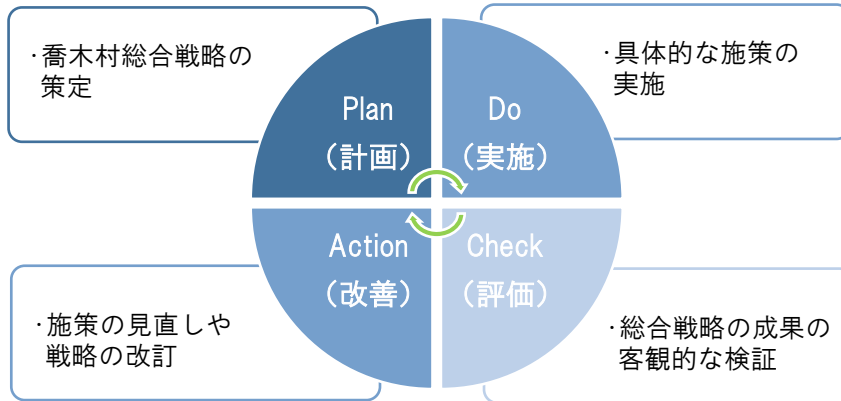 ・喬木村総合戦略の
策定
・具体的な施策の
実施
Plan
（計画）
Do
（実施）
Action
（改善）
Check
（評価）
・施策の見直しや
戦略の改訂
・総合戦略の成果の
客観的な検証